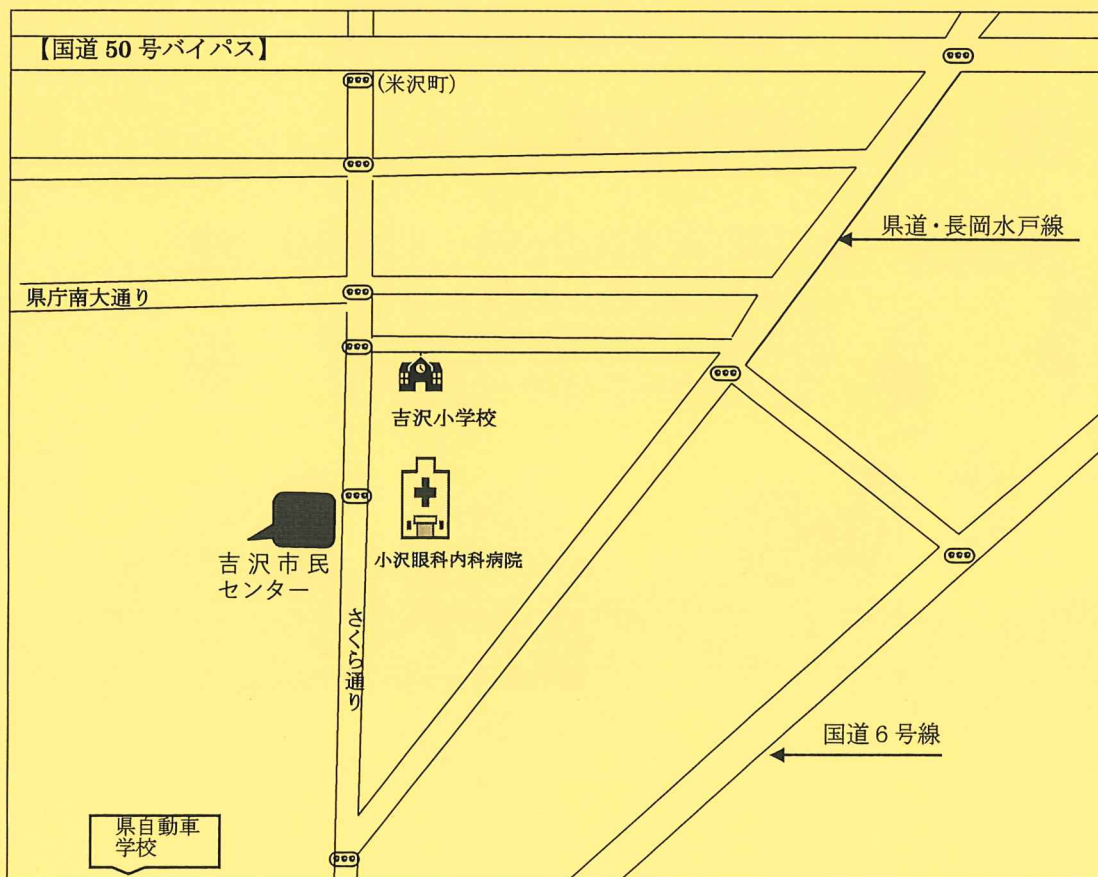 【国道 50 号バイパス】
(米沢町)
県道・長岡水戸線
県庁南大通り
吉沢小学校
小沢眼科内科病院
吉沢市民
センター
さくら通り
国道 6 号線
県自動車
学校